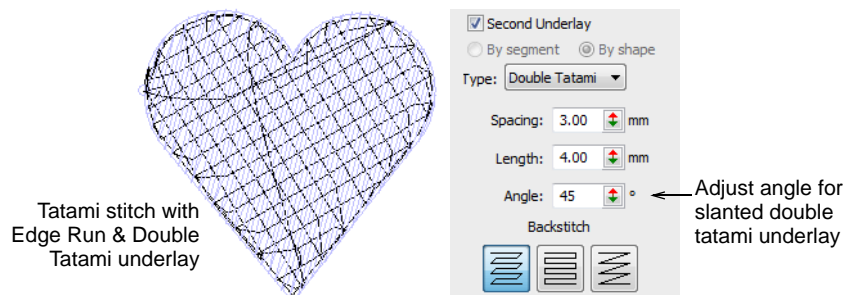 Tatami stitch with
Edge Run & Double
Tatami underlay
Second Underlay
By segment By shape
Type: Double Tatami
Spacing: 3.00 mm
Length: 4.00 mm
Angle: 45 °
Backstitch
Adjust angle for
slanted double
tatami underlay